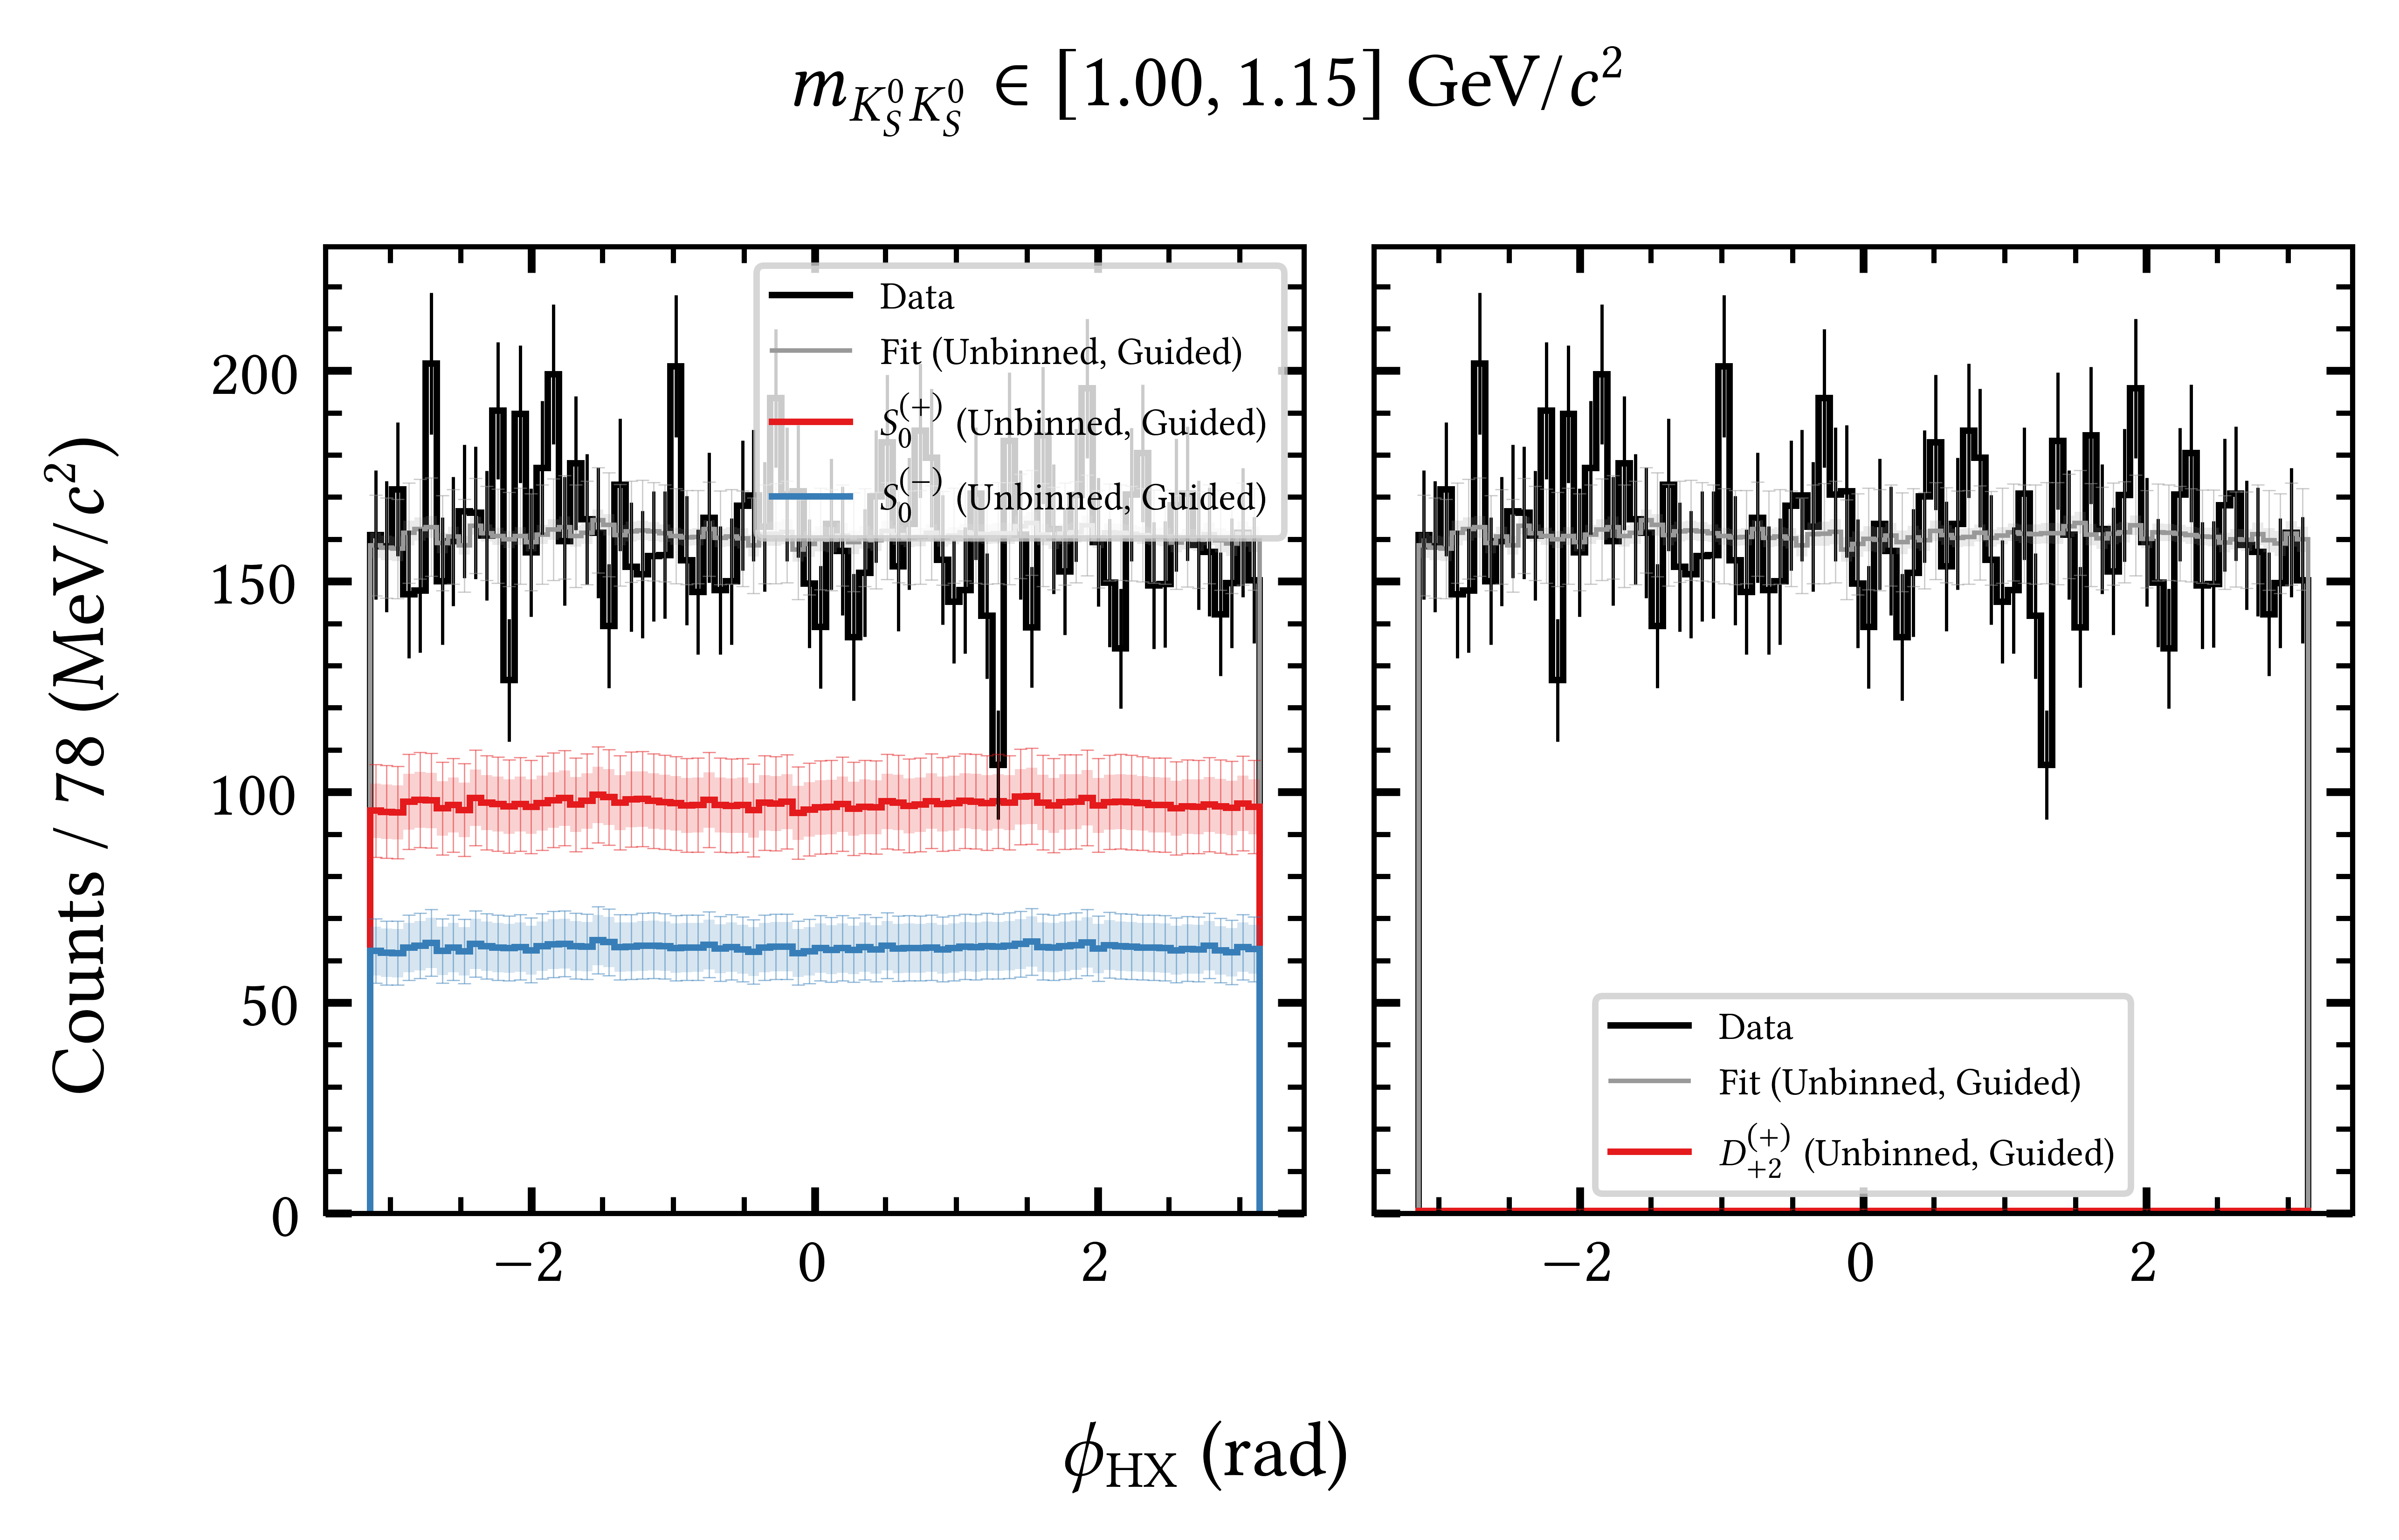 m_{K_S^0 K_S^0} ∈ [1.00, 1.15] GeV/c²
Counts / 78 (MeV/c²)
200
150
100
50
0
Data
Fit (Unbinned, Guided)
S_0^{(+)} (Unbinned, Guided)
S_0^{(−)} (Unbinned, Guided)
−2
0
2
Data
Fit (Unbinned, Guided)
D_{+2}^{(+)} (Unbinned, Guided)
−2
0
2
ϕ_{HX} (rad)